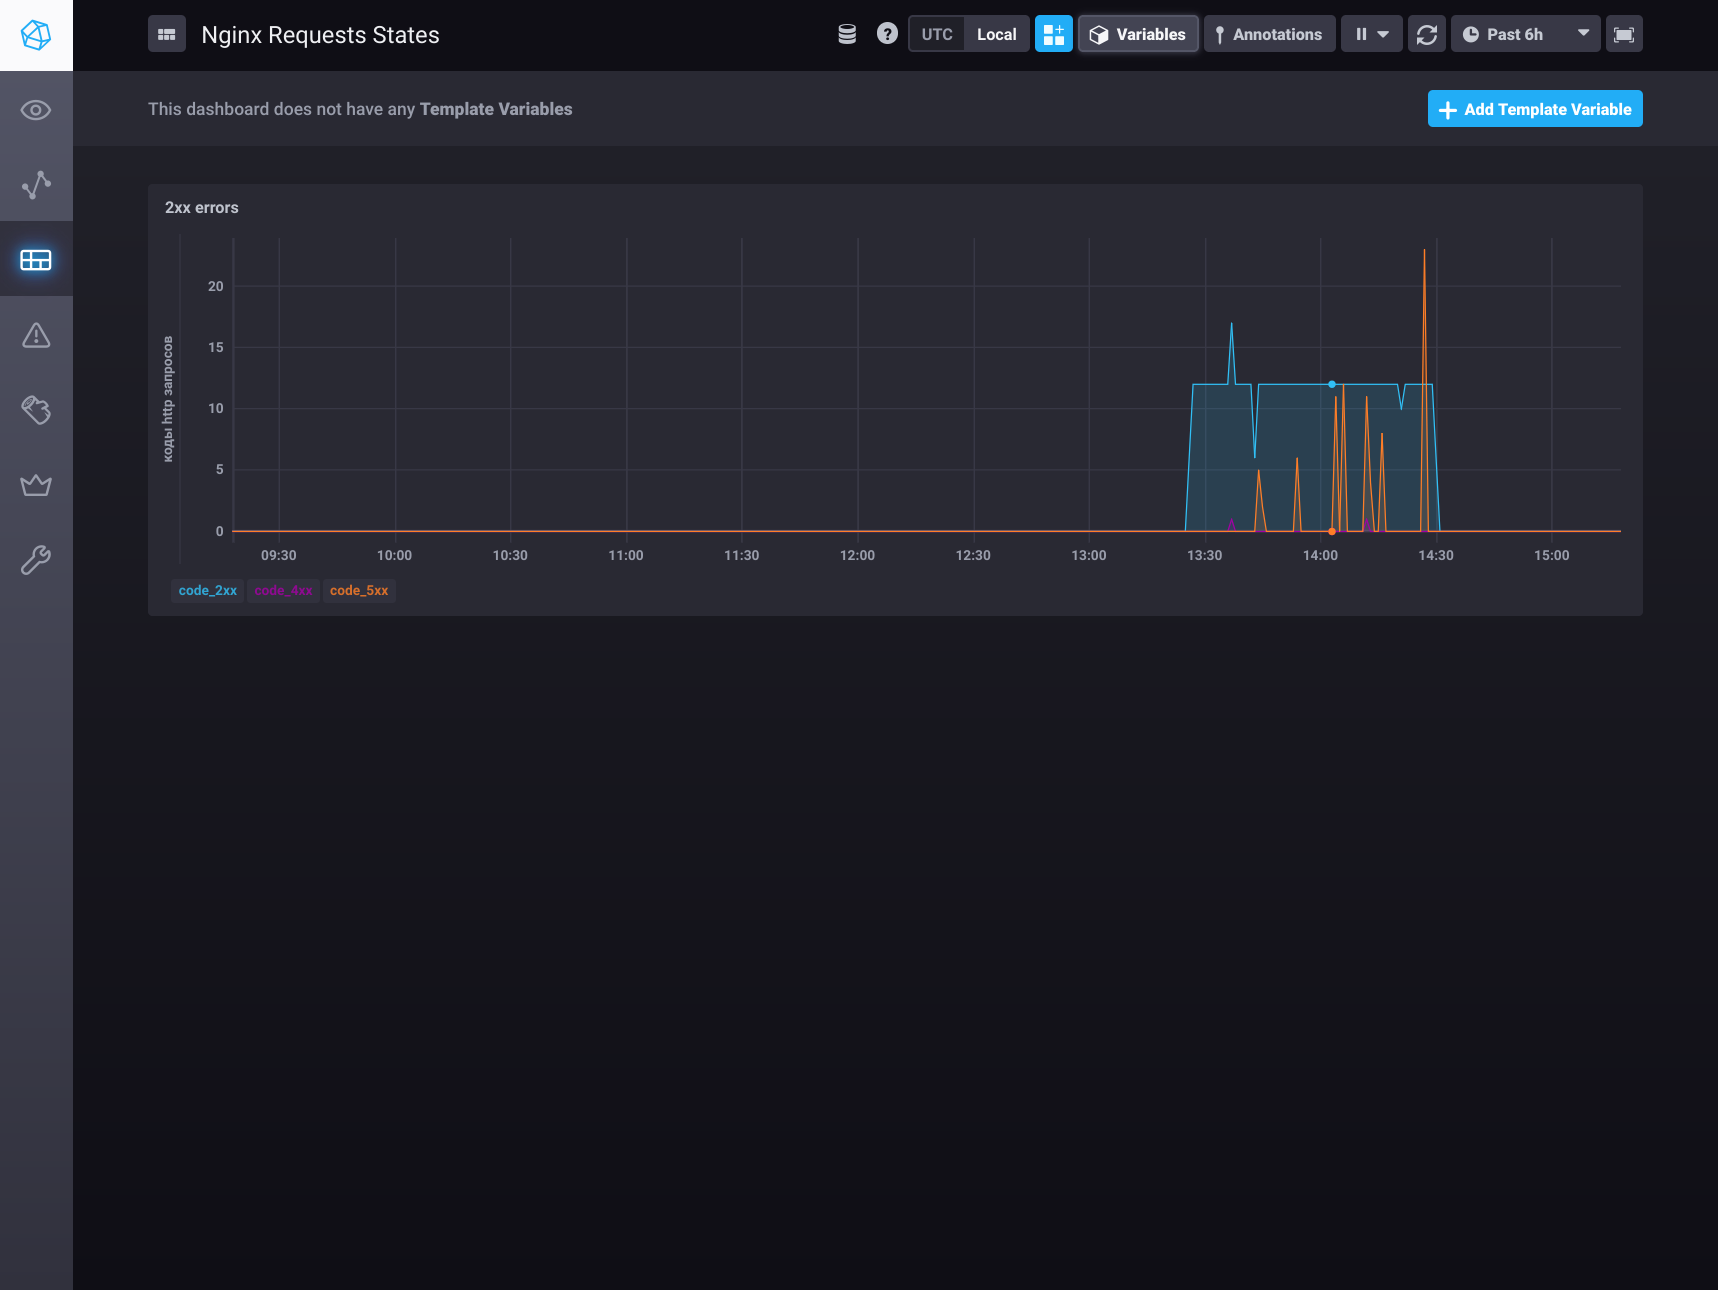 Nginx Requests States
UTC Local Variables Annotations Past 6h
This dashboard does not have any Template Variables
Add Template Variable
2xx errors
коды http запросов
20
15
10
5
0
09:30 10:00 10:30 11:00 11:30 12:00 12:30 13:00 13:30 14:00 14:30 15:00
code_2xx code_4xx code_5xx